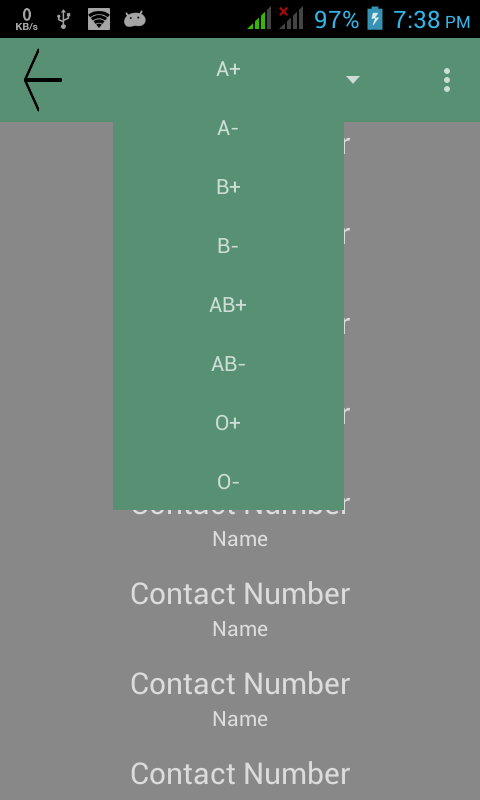 0
KB/s
97%
7:38 PM
A+
A-
B+
B-
AB+
AB-
O+
O-
Contact Number
Name
Contact Number
Name
Contact Number
Name
Contact Number